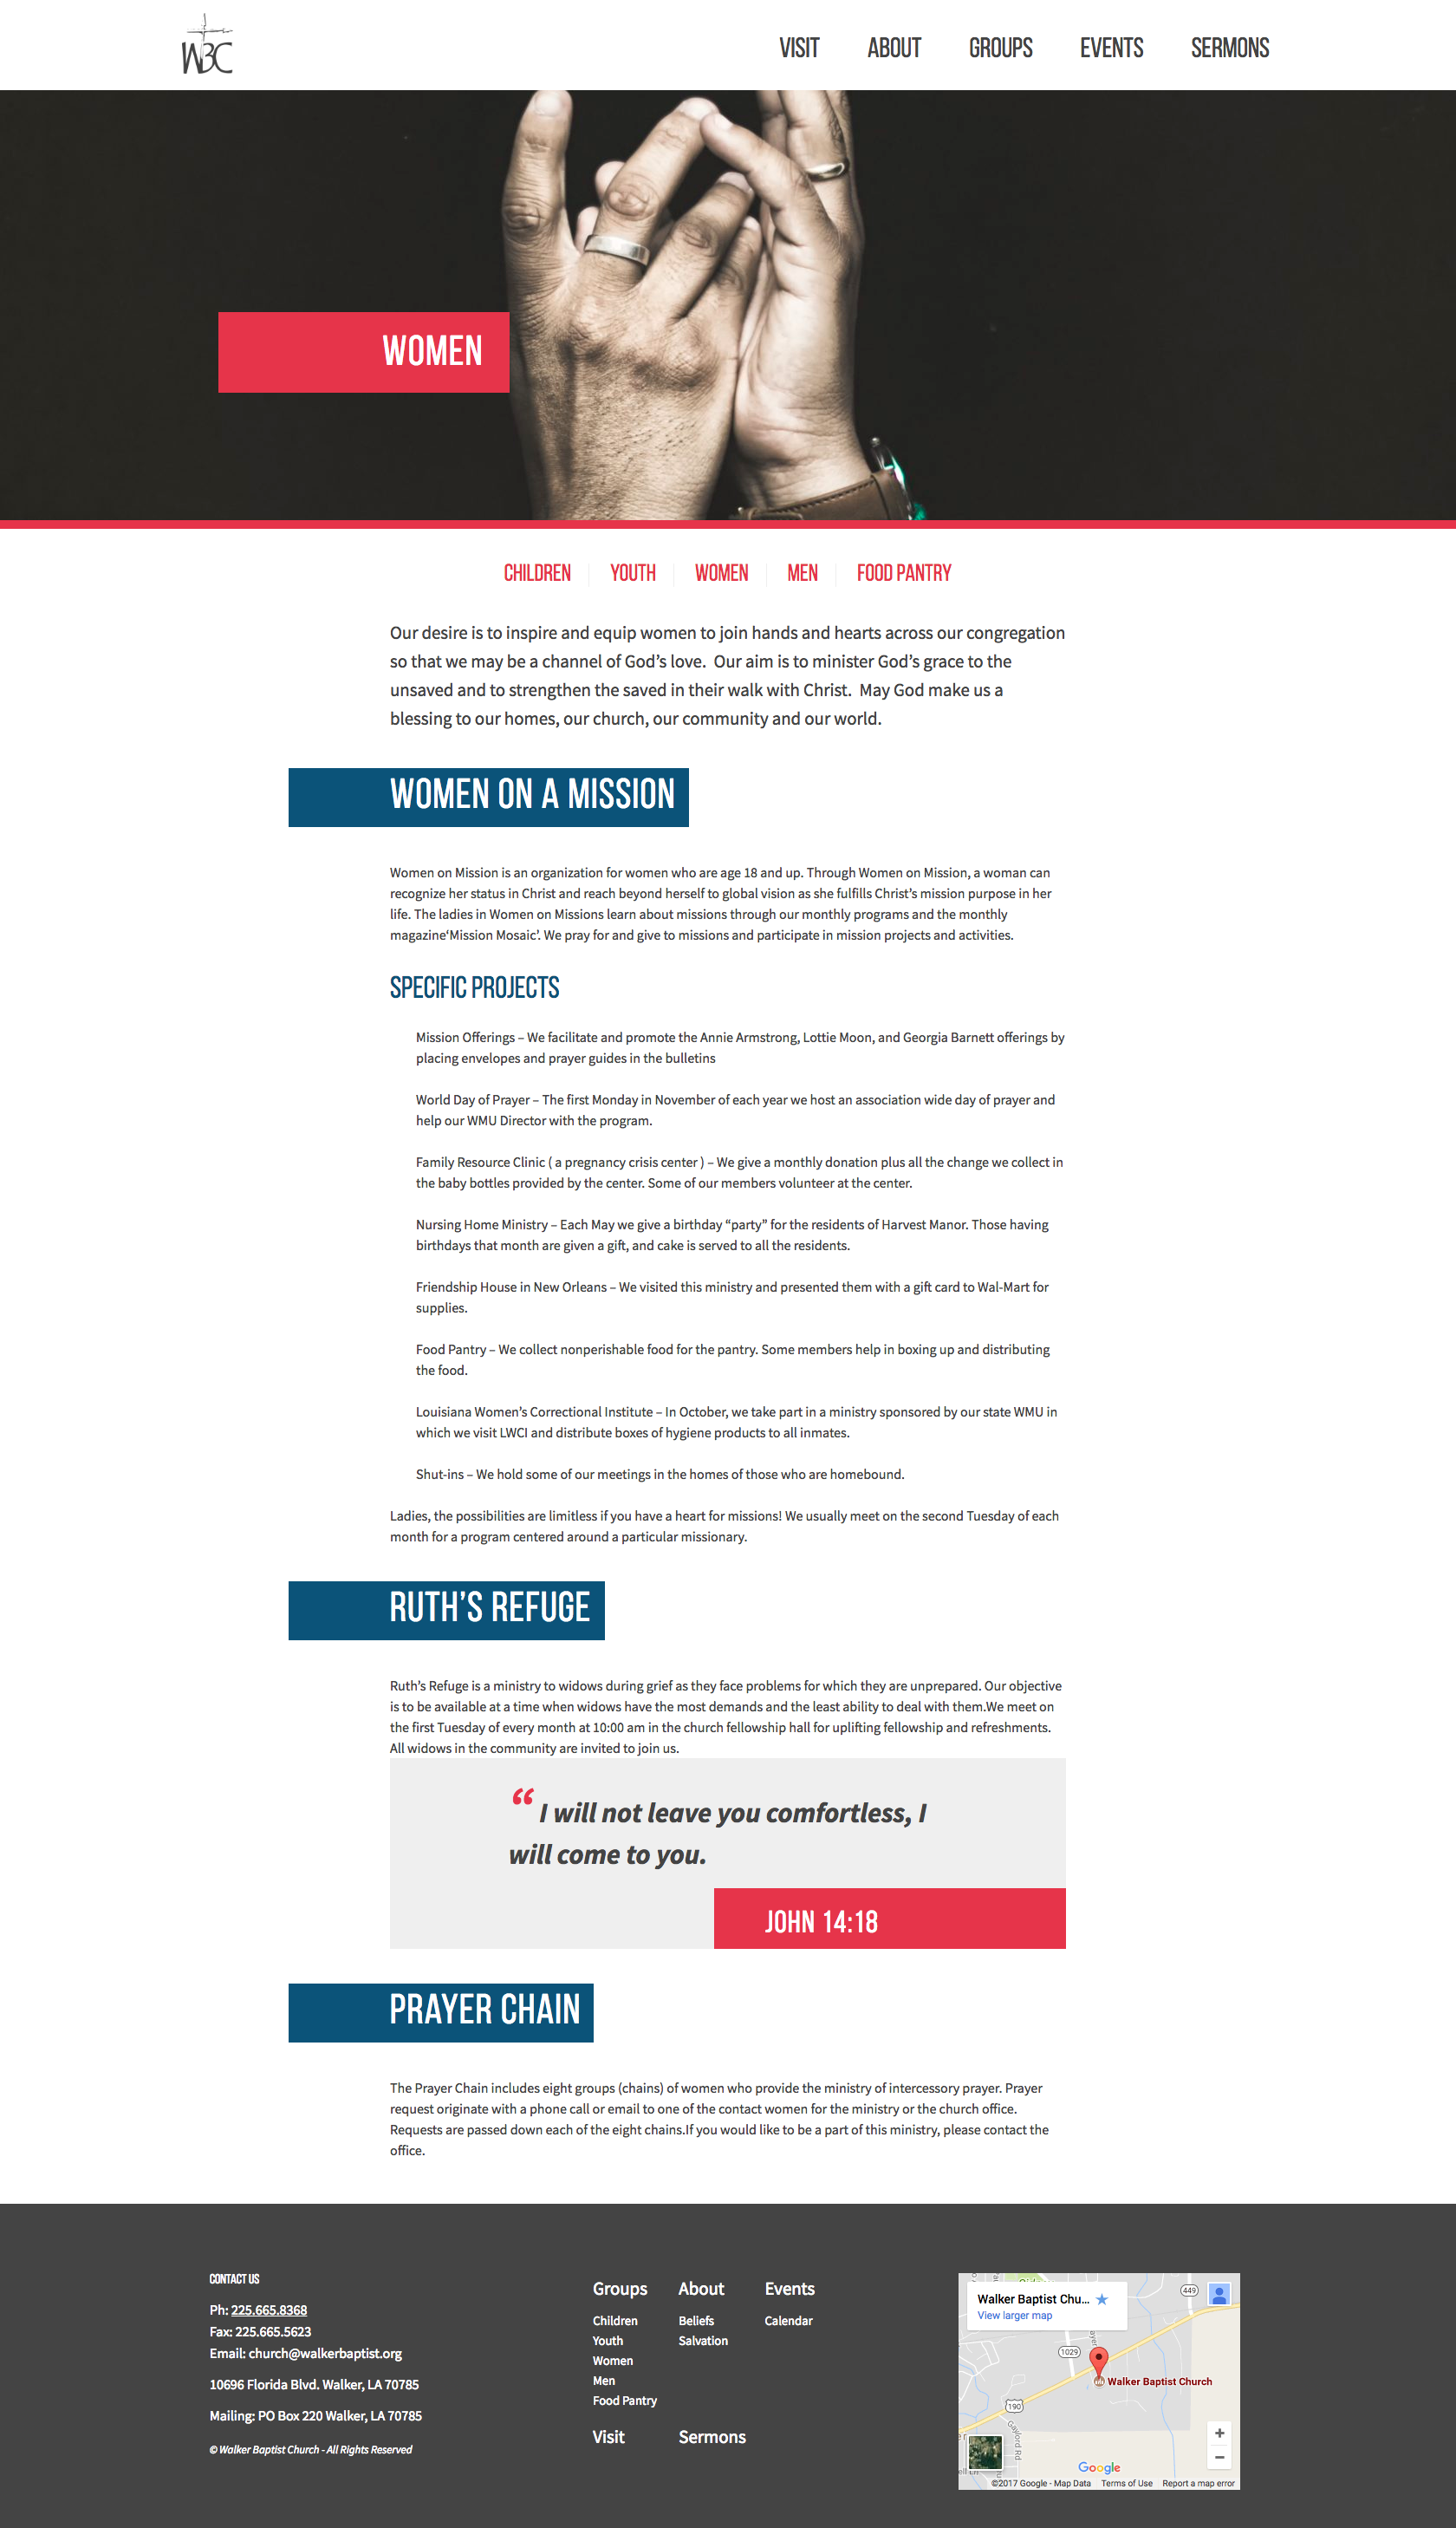 WBC
VISIT ABOUT GROUPS EVENTS SERMONS
WOMEN
CHILDREN YOUTH WOMEN MEN FOOD PANTRY
Our desire is to inspire and equip women to join hands and hearts across our congregation
so that we may be a channel of God’s love.  Our aim is to minister God’s grace to the
unsaved and to strengthen the saved in their walk with Christ.  May God make us a
blessing to our homes, our church, our community and our world.
WOMEN ON A MISSION
Women on Mission is an organization for women who are age 18 and up. Through Women on Mission, a woman can
recognize her status in Christ and reach beyond herself to global vision as she fulfills Christ’s mission purpose in her
life. The ladies in Women on Missions learn about missions through our monthly programs and the monthly
magazine‘Mission Mosaic’. We pray for and give to missions and participate in mission projects and activities.
SPECIFIC PROJECTS
Mission Offerings – We facilitate and promote the Annie Armstrong, Lottie Moon, and Georgia Barnett offerings by
placing envelopes and prayer guides in the bulletins
World Day of Prayer – The first Monday in November of each year we host an association wide day of prayer and
help our WMU Director with the program.
Family Resource Clinic ( a pregnancy crisis center ) – We give a monthly donation plus all the change we collect in
the baby bottles provided by the center. Some of our members volunteer at the center.
Nursing Home Ministry – Each May we give a birthday “party” for the residents of Harvest Manor. Those having
birthdays that month are given a gift, and cake is served to all the residents.
Friendship House in New Orleans – We visited this ministry and presented them with a gift card to Wal-Mart for
supplies.
Food Pantry – We collect nonperishable food for the pantry. Some members help in boxing up and distributing
the food.
Louisiana Women’s Correctional Institute – In October, we take part in a ministry sponsored by our state WMU in
which we visit LWCI and distribute boxes of hygiene products to all inmates.
Shut-ins – We hold some of our meetings in the homes of those who are homebound.
Ladies, the possibilities are limitless if you have a heart for missions! We usually meet on the second Tuesday of each
month for a program centered around a particular missionary.
RUTH’S REFUGE
Ruth’s Refuge is a ministry to widows during grief as they face problems for which they are unprepared. Our objective
is to be available at a time when widows have the most demands and the least ability to deal with them.We meet on
the first Tuesday of every month at 10:00 am in the church fellowship hall for uplifting fellowship and refreshments.
All widows in the community are invited to join us.
“ I will not leave you comfortless, I
will come to you.
JOHN 14:18
PRAYER CHAIN
The Prayer Chain includes eight groups (chains) of women who provide the ministry of intercessory prayer. Prayer
request originate with a phone call or email to one of the contact women for the ministry or the church office.
Requests are passed down each of the eight chains.If you would like to be a part of this ministry, please contact the
office.
CONTACT US
Ph: 225.665.8368
Fax: 225.665.5623
Email: church@walkerbaptist.org
10696 Florida Blvd. Walker, LA 70785
Mailing: PO Box 220 Walker, LA 70785
© Walker Baptist Church - All Rights Reserved
Groups About Events
Children Beliefs Calendar
Youth Salvation
Women
Men
Food Pantry
Visit Sermons
Walker Baptist Chu...
View larger map
449
1029
Walker Baptist Church
190
Gaylord Rd
+
−
Google
©2017 Google - Map Data Terms of Use Report a map error